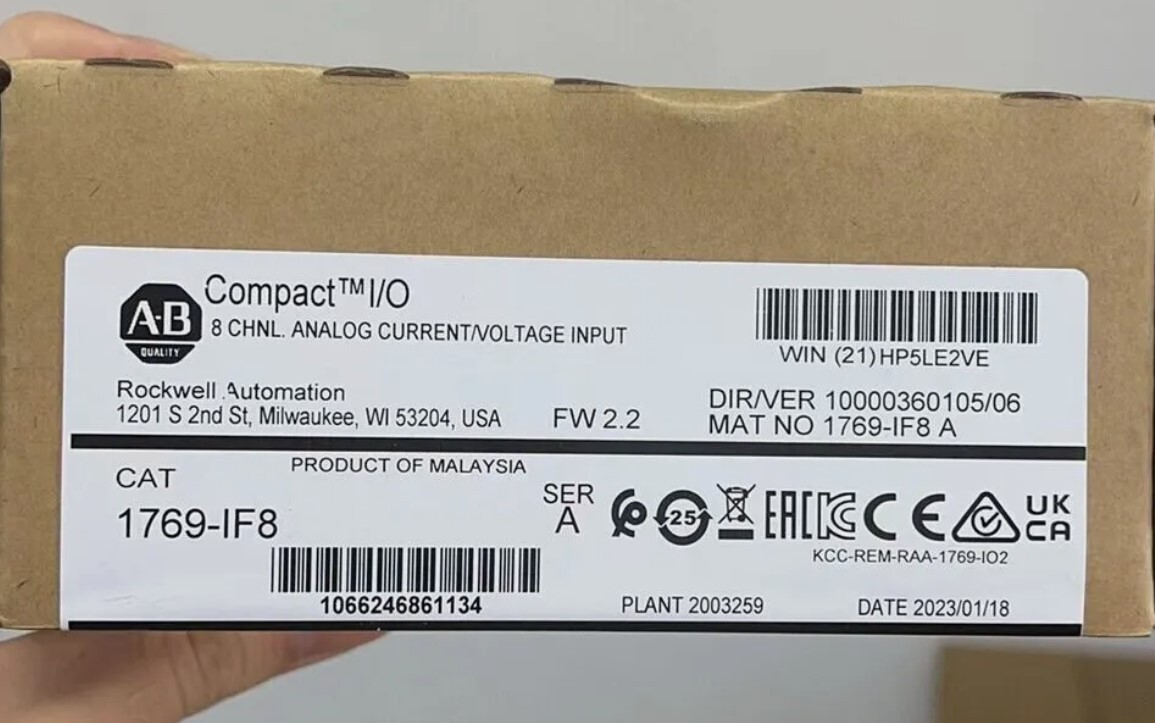 Compact™ I/O
A-B
QUALITY
8 CHNL. ANALOG CURRENT/VOLTAGE INPUT
WIN (21)HP5LE2VE
Rockwell Automation
1201 S 2nd St, Milwaukee, WI 53204, USA
FW 2.2
DIR/VER 10000360105/06
MAT NO 1769-IF8 A
CAT
PRODUCT OF MALAYSIA
1769-IF8
SER
A
25
EAC
KC
CE
UK
CA
KCC-REM-RAA-1769-IO2
1066246861134
PLANT 2003259
DATE 2023/01/18